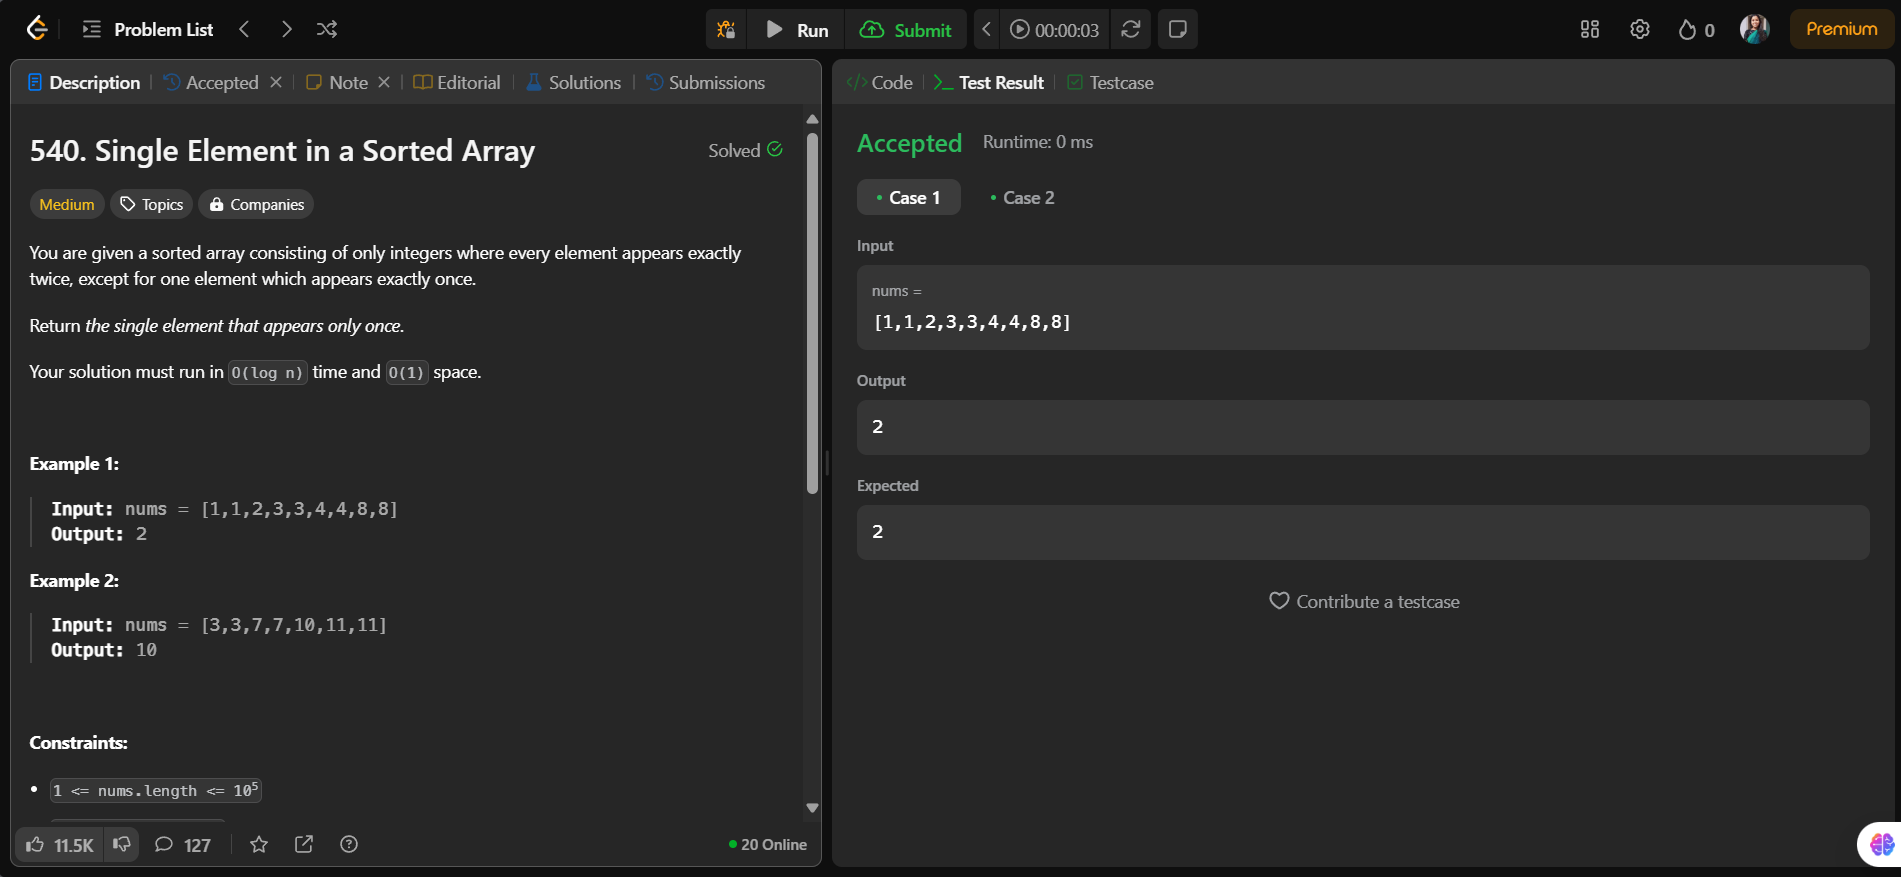 Problem List
Run
Submit
00:00:03
0
Premium
Description
Accepted
Note
Editorial
Solutions
Submissions
540. Single Element in a Sorted Array
Solved
Medium
Topics
Companies
You are given a sorted array consisting of only integers where every element appears exactly
twice, except for one element which appears exactly once.
Return the single element that appears only once.
Your solution must run in O(log n) time and O(1) space.
Example 1:
Input: nums = [1,1,2,3,3,4,4,8,8]
Output: 2
Example 2:
Input: nums = [3,3,7,7,10,11,11]
Output: 10
Constraints:
1 <= nums.length <= 10⁵
11.5K
127
20 Online
Code
Test Result
Testcase
Accepted
Runtime: 0 ms
Case 1
Case 2
Input
nums =
[1,1,2,3,3,4,4,8,8]
Output
2
Expected
2
Contribute a testcase